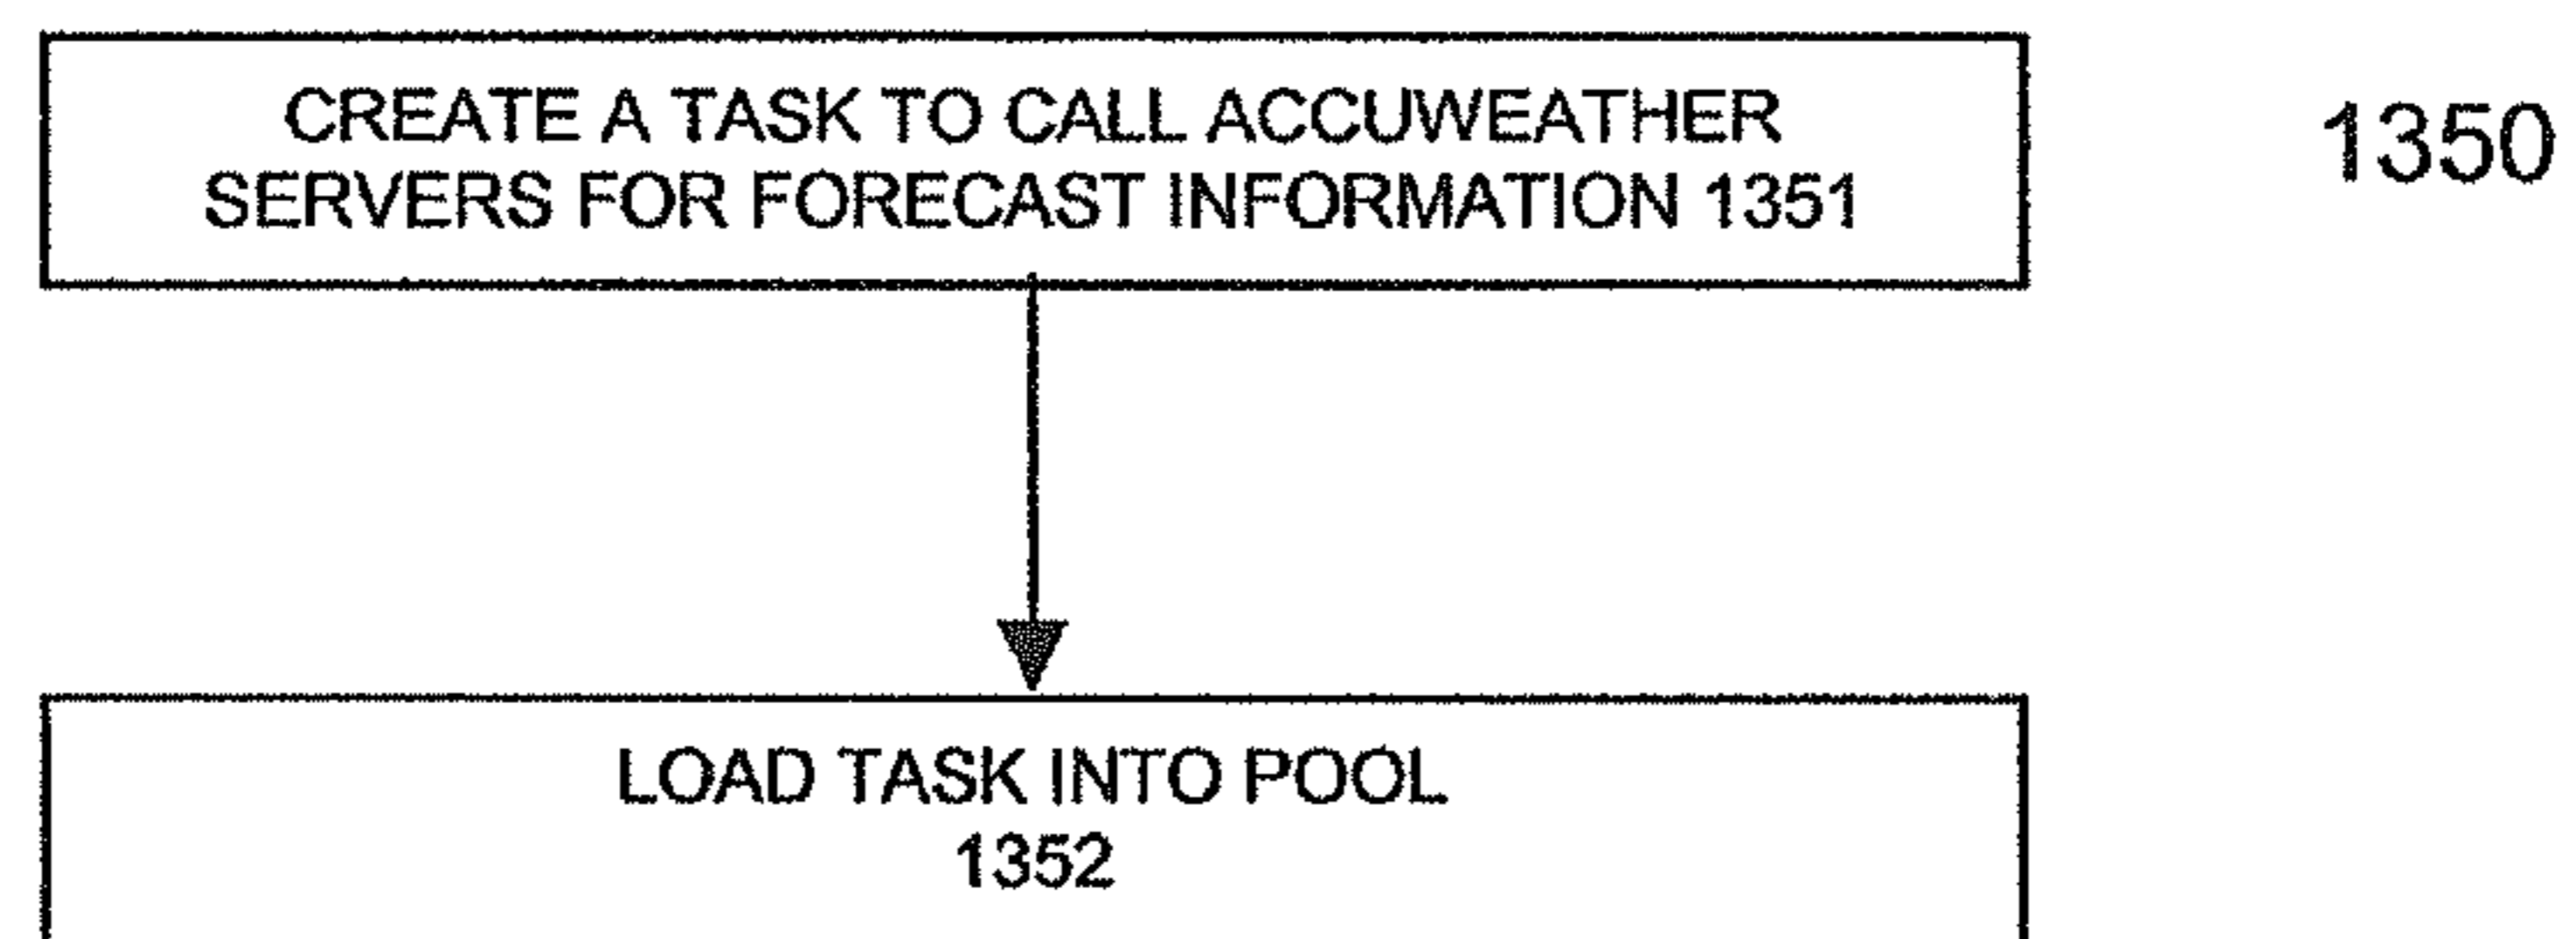 CREATE A TASK TO CALL ACCUWEATHER
SERVERS FOR FORECAST INFORMATION 1351
1350
LOAD TASK INTO POOL
1352